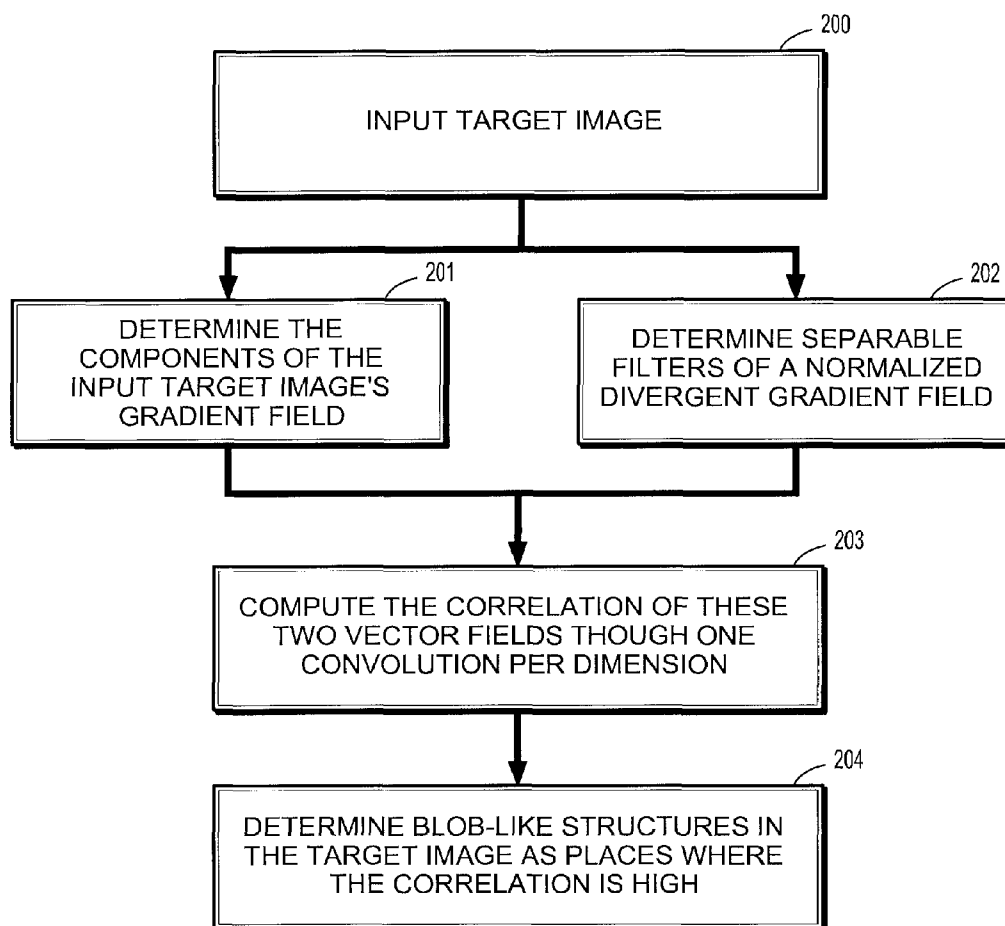 200
INPUT TARGET IMAGE
201
DETERMINE THE
COMPONENTS OF THE
INPUT TARGET IMAGE'S
GRADIENT FIELD
202
DETERMINE SEPARABLE
FILTERS OF A NORMALIZED
DIVERGENT GRADIENT FIELD
203
COMPUTE THE CORRELATION OF THESE
TWO VECTOR FIELDS THOUGH ONE
CONVOLUTION PER DIMENSION
204
DETERMINE BLOB-LIKE STRUCTURES IN
THE TARGET IMAGE AS PLACES WHERE
THE CORRELATION IS HIGH